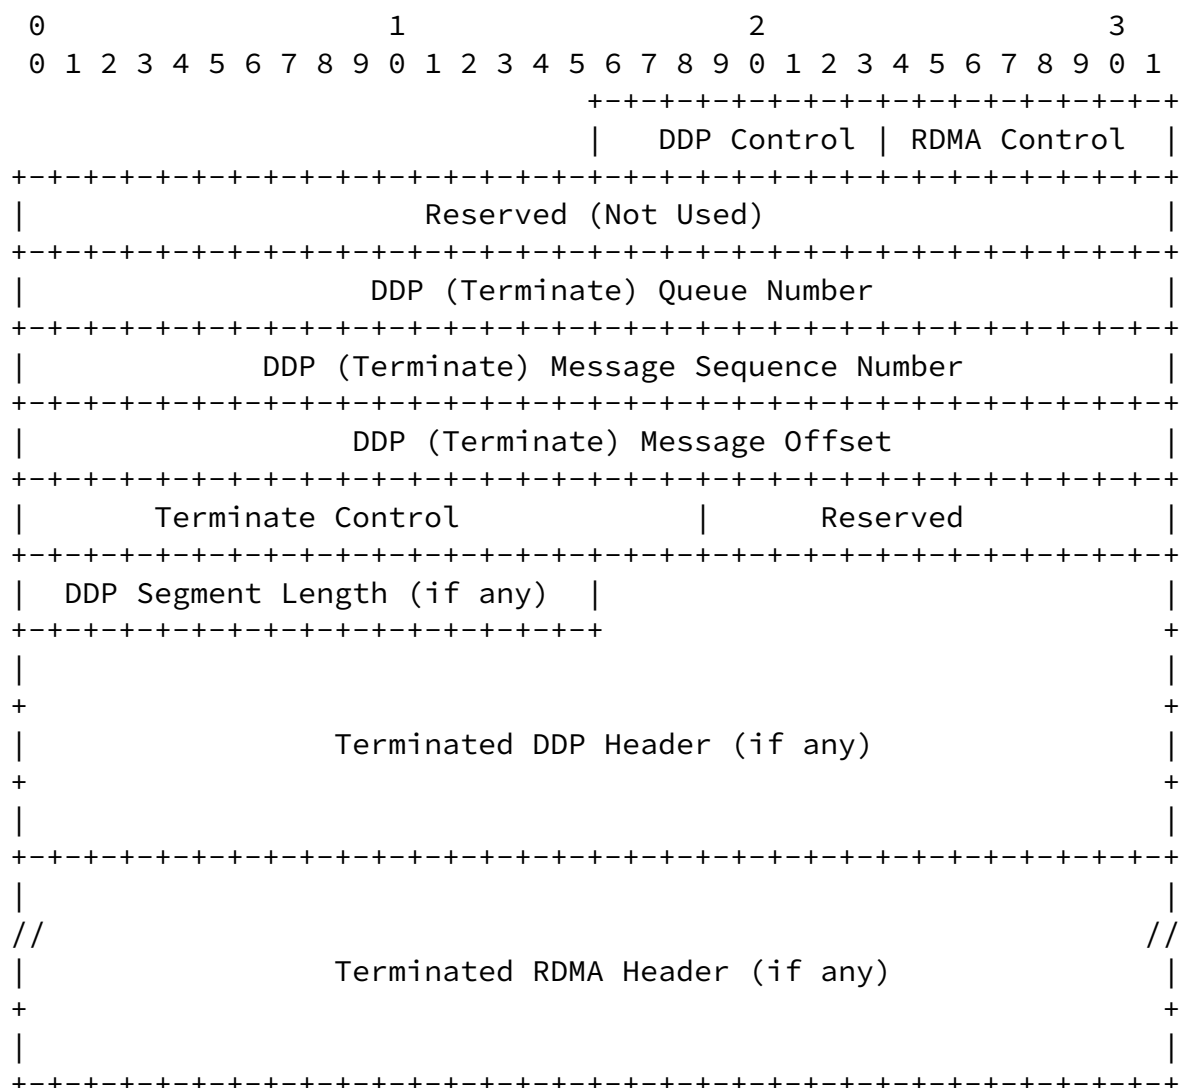 0                   1                   2                   3
 0 1 2 3 4 5 6 7 8 9 0 1 2 3 4 5 6 7 8 9 0 1 2 3 4 5 6 7 8 9 0 1
                                +-+-+-+-+-+-+-+-+-+-+-+-+-+-+-+-+
                                |   DDP Control | RDMA Control  |
+-+-+-+-+-+-+-+-+-+-+-+-+-+-+-+-+-+-+-+-+-+-+-+-+-+-+-+-+-+-+-+-+
|                      Reserved (Not Used)                      |
+-+-+-+-+-+-+-+-+-+-+-+-+-+-+-+-+-+-+-+-+-+-+-+-+-+-+-+-+-+-+-+-+
|                   DDP (Terminate) Queue Number                |
+-+-+-+-+-+-+-+-+-+-+-+-+-+-+-+-+-+-+-+-+-+-+-+-+-+-+-+-+-+-+-+-+
|             DDP (Terminate) Message Sequence Number           |
+-+-+-+-+-+-+-+-+-+-+-+-+-+-+-+-+-+-+-+-+-+-+-+-+-+-+-+-+-+-+-+-+
|                  DDP (Terminate) Message Offset               |
+-+-+-+-+-+-+-+-+-+-+-+-+-+-+-+-+-+-+-+-+-+-+-+-+-+-+-+-+-+-+-+-+
|       Terminate Control             |      Reserved           |
+-+-+-+-+-+-+-+-+-+-+-+-+-+-+-+-+-+-+-+-+-+-+-+-+-+-+-+-+-+-+-+-+
|  DDP Segment Length (if any)  |                               |
+-+-+-+-+-+-+-+-+-+-+-+-+-+-+-+-+                               +
|                                                               |
+                                                               +
|                 Terminated DDP Header (if any)                |
+                                                               +
|                                                               |
+-+-+-+-+-+-+-+-+-+-+-+-+-+-+-+-+-+-+-+-+-+-+-+-+-+-+-+-+-+-+-+-+
|                                                               |
//                                                             //
|                 Terminated RDMA Header (if any)               |
+                                                               +
|                                                               |
+-+-+-+-+-+-+-+-+-+-+-+-+-+-+-+-+-+-+-+-+-+-+-+-+-+-+-+-+-+-+-+-+